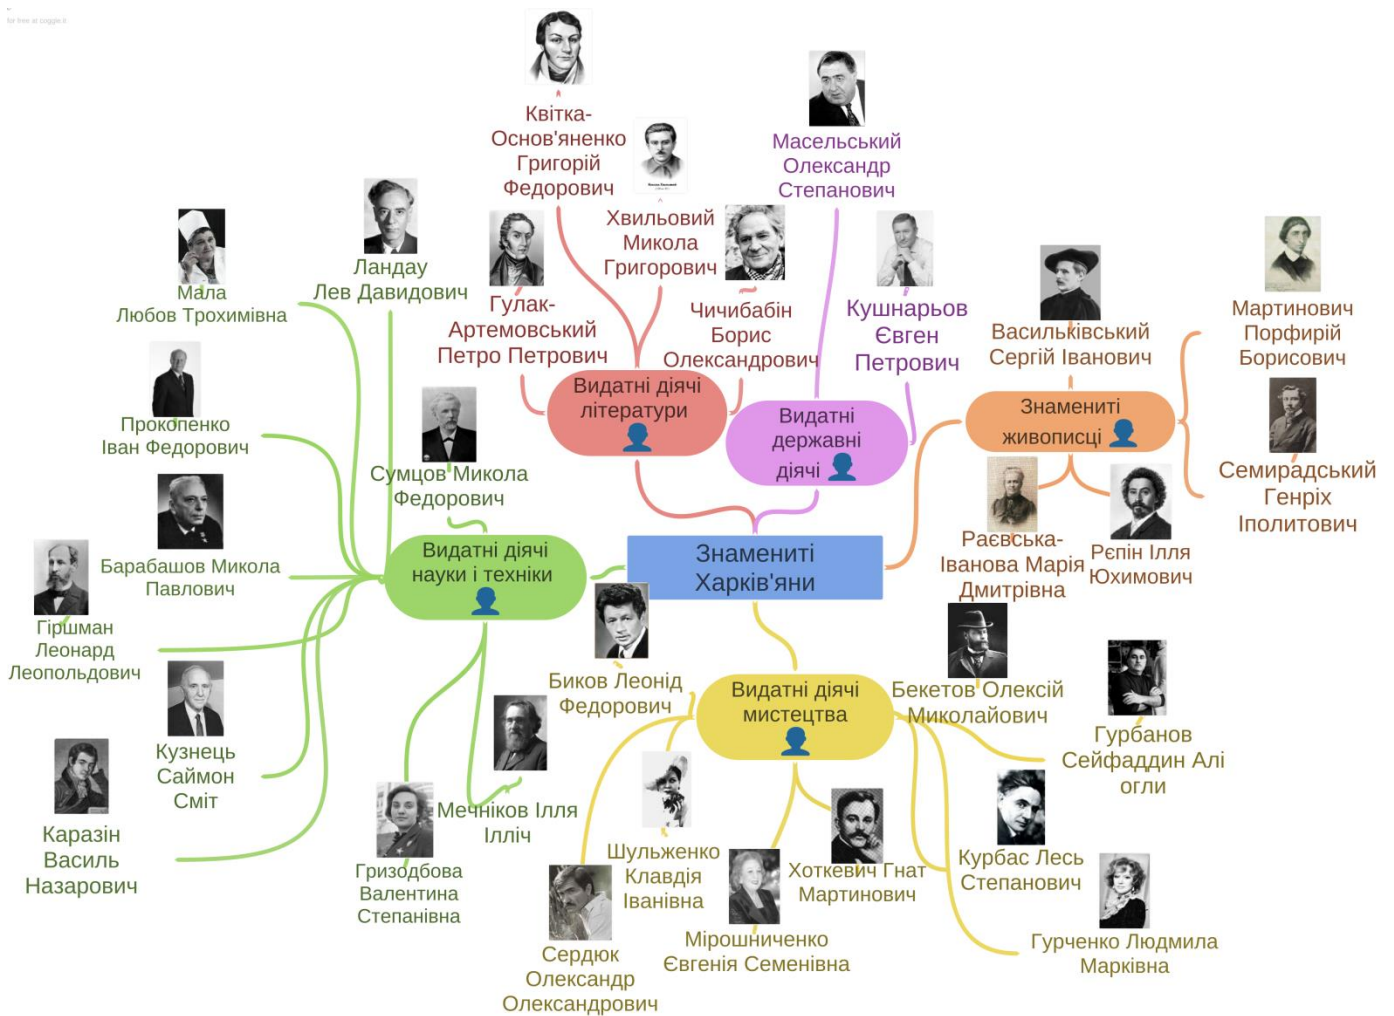 for free at coggle.it
Квітка-
Основ'яненко
Григорій
Федорович
Хвильовий
Микола
Григорович
Гулак-
Артемовський
Петро Петрович
Чичибабін
Борис
Олександрович
Видатні діячі
літератури
Масельський
Олександр
Степанович
Кушнарьов
Євген
Петрович
Видатні
державні
діячі
Васильківський
Сергій Іванович
Мартинович
Порфирій
Борисович
Знамениті
живописці
Семирадський
Генріх
Іполитович
Раєвська-
Іванова Марія
Дмитрівна
Рєпін Ілля
Юхимович
Ландау
Лев Давидович
Мала
Любов Трохимівна
Прокопенко
Іван Федорович
Сумцов Микола
Федорович
Барабашов Микола
Павлович
Видатні діячі
науки і техніки
Знамениті
Харків'яни
Гіршман
Леонард
Леопольдович
Кузнець
Саймон
Сміт
Каразін
Василь
Назарович
Гризодбова
Валентина
Степанівна
Мечніков Ілля
Ілліч
Биков Леонід
Федорович
Видатні діячі
мистецтва
Бекетов Олексій
Миколайович
Гурбанов
Сейфаддин Алі
огли
Шульженко
Клавдія
Іванівна
Хоткевич Гнат
Мартинович
Курбас Лесь
Степанович
Сердюк
Олександр
Олександрович
Мірошниченко
Євгенія Семенівна
Гурченко Людмила
Марківна